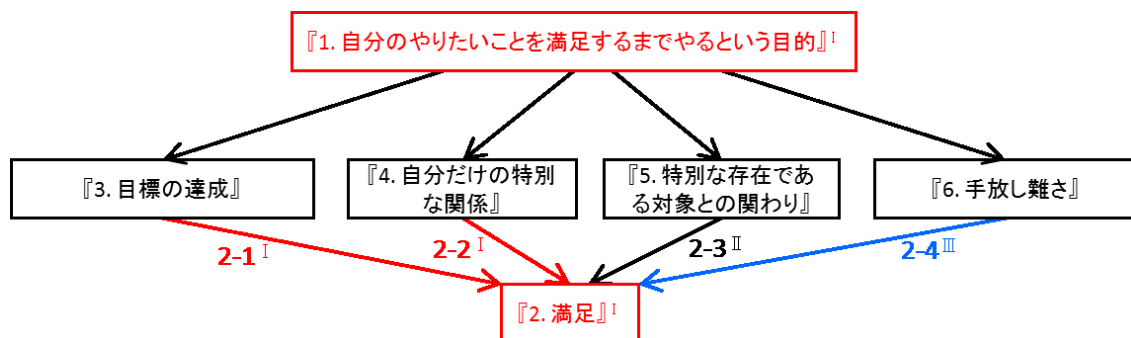 『1. 自分のやりたいことを満足するまでやるという目的』Ⅰ
『3. 目標の達成』
『4. 自分だけの特別
な関係』
『5. 特別な存在であ
る対象との関わり』
『6. 手放し難さ』
2-1Ⅰ
2-2Ⅰ
2-3Ⅱ
2-4Ⅲ
『2. 満足』Ⅰ